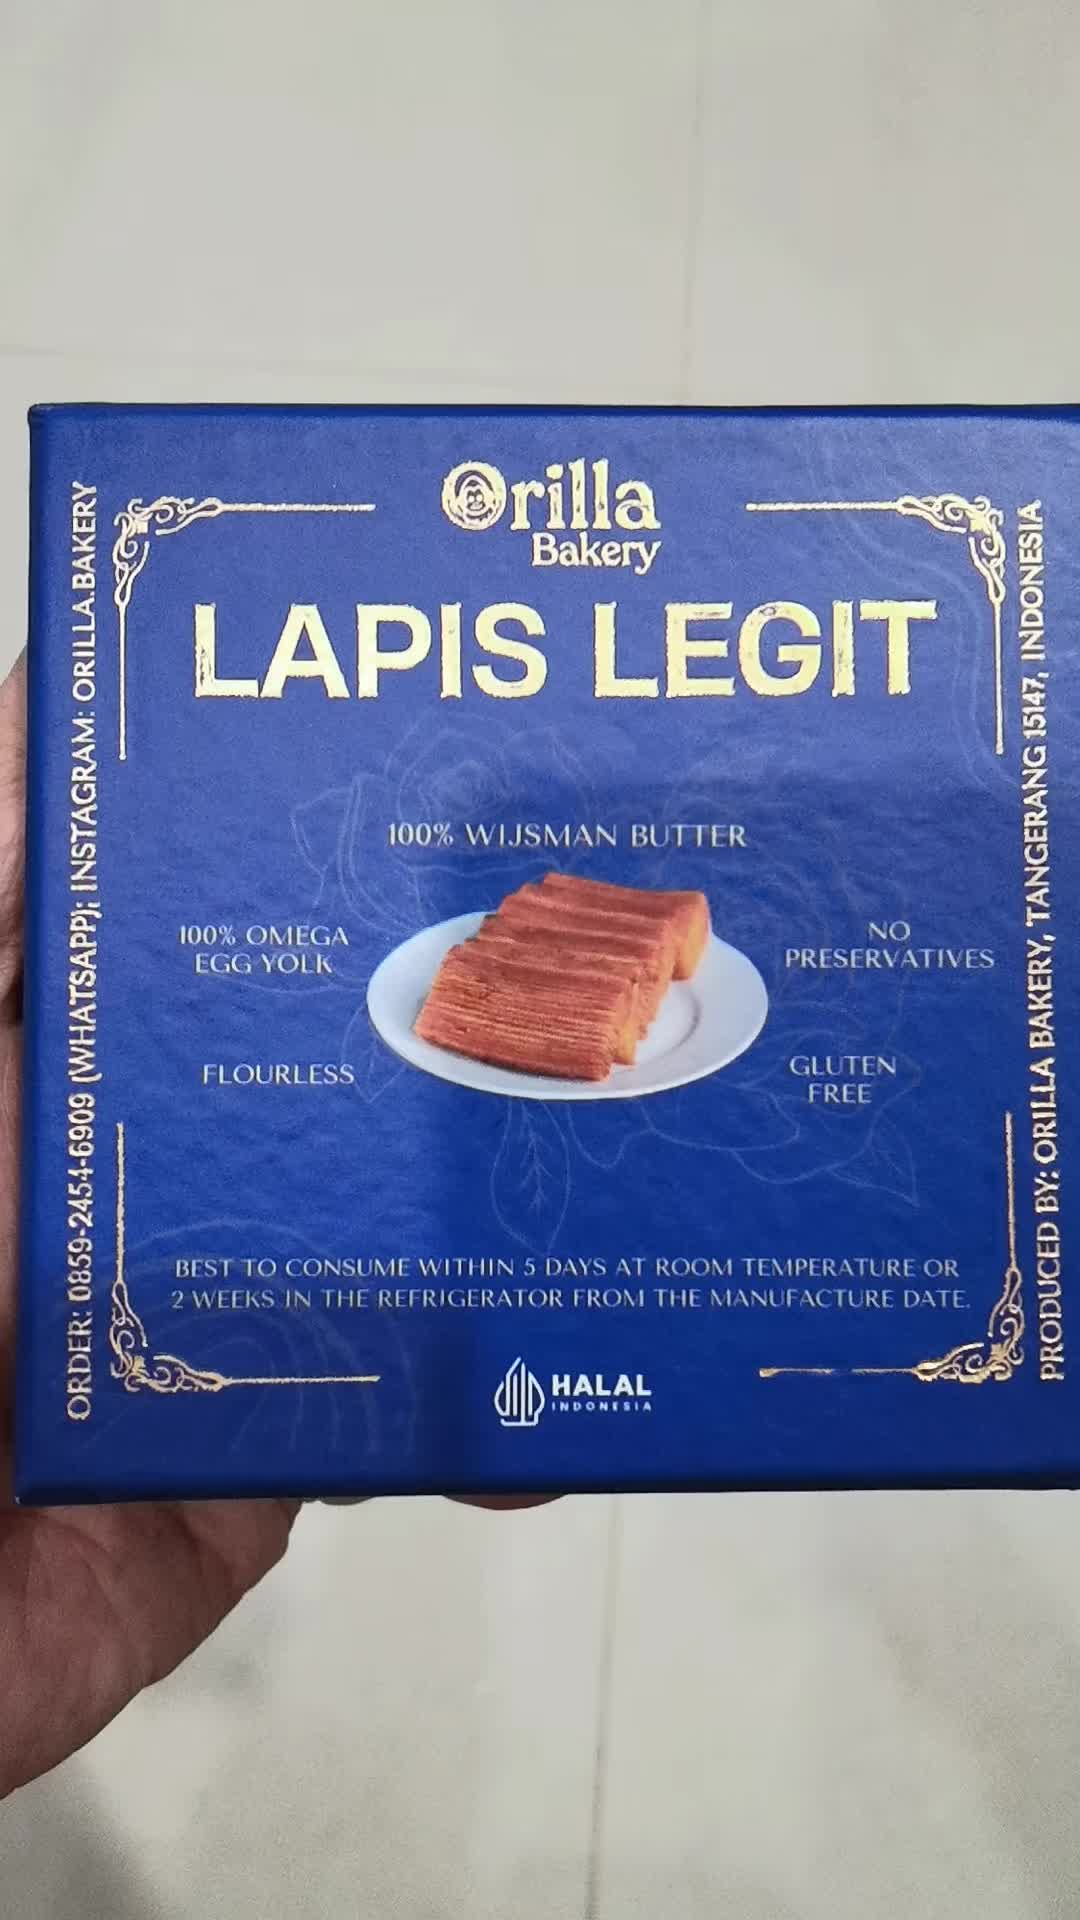 Orilla
Bakery
LAPIS LEGIT
100% WIJSMAN BUTTER
100% OMEGA
EGG YOLK
NO
PRESERVATIVES
FLOURLESS
GLUTEN
FREE
BEST TO CONSUME WITHIN 5 DAYS AT ROOM TEMPERATURE OR
2 WEEKS IN THE REFRIGERATOR FROM THE MANUFACTURE DATE.
HALAL
INDONESIA
ORDER: 0859-2454-6909 (WHATSAPP); INSTAGRAM: ORILLA.BAKERY
PRODUCED BY: ORILLA BAKERY, TANGERANG 15147, INDONESIA